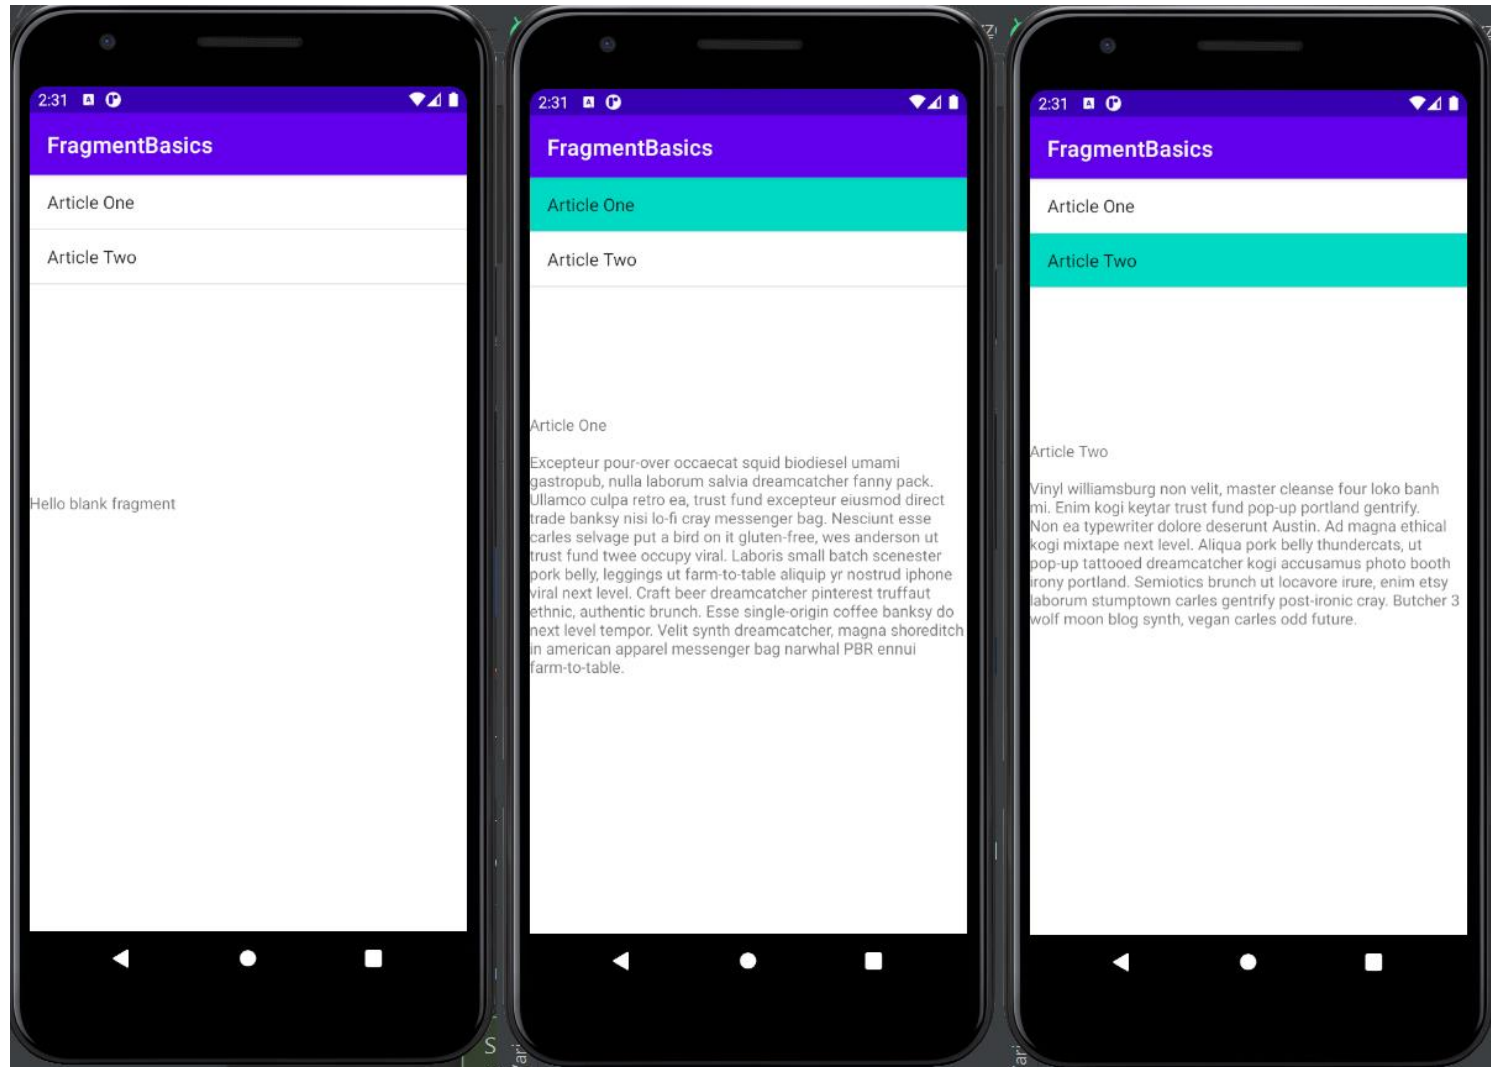 2:31
FragmentBasics
Article One
Article Two
Hello blank fragment
2:31
FragmentBasics
Article One
Article Two
Article One
Excepteur pour-over occaecat squid biodiesel umami
gastropub, nulla laborum salvia dreamcatcher fanny pack.
Ullamco culpa retro ea, trust fund excepteur eiusmod direct
trade banksy nisi lo-fi cray messenger bag. Nesciunt esse
carles selvage put a bird on it gluten-free, wes anderson ut
trust fund twee occupy viral. Laboris small batch scenester
pork belly, leggings ut farm-to-table aliquip yr nostrud iphone
viral next level. Craft beer dreamcatcher pinterest truffaut
ethnic, authentic brunch. Esse single-origin coffee banksy do
next level tempor. Velit synth dreamcatcher, magna shoreditch
in american apparel messenger bag narwhal PBR ennui
farm-to-table.
2:31
FragmentBasics
Article One
Article Two
Article Two
Vinyl williamsburg non velit, master cleanse four loko banh
mi. Enim kogi keytar trust fund pop-up portland gentrify.
Non ea typewriter dolore deserunt Austin. Ad magna ethical
kogi mixtape next level. Aliqua pork belly thundercats, ut
pop-up tattooed dreamcatcher kogi accusamus photo booth
irony portland. Semiotics brunch ut locavore irure, enim etsy
laborum stumptown carles gentrify post-ironic cray. Butcher 3
wolf moon blog synth, vegan carles odd future.